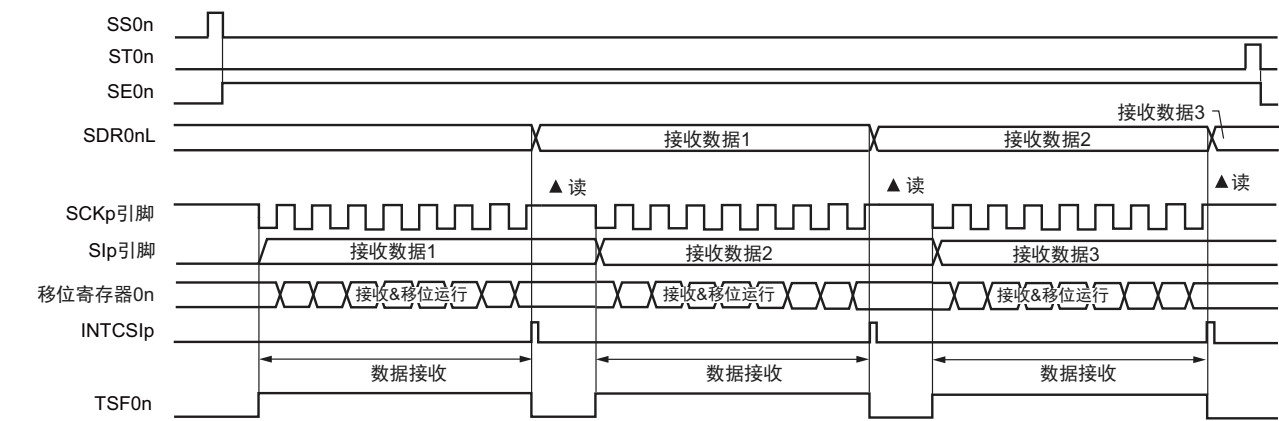 SS0n
ST0n
SE0n
接收数据3
SDR0nL 接收数据1 接收数据2
▲读 ▲读 ▲读
SCKp引脚
SIp引脚 接收数据1 接收数据2 接收数据3
移位寄存器0n 接收&移位运行 接收&移位运行 接收&移位运行
INTCSIp
数据接收 数据接收 数据接收
TSF0n